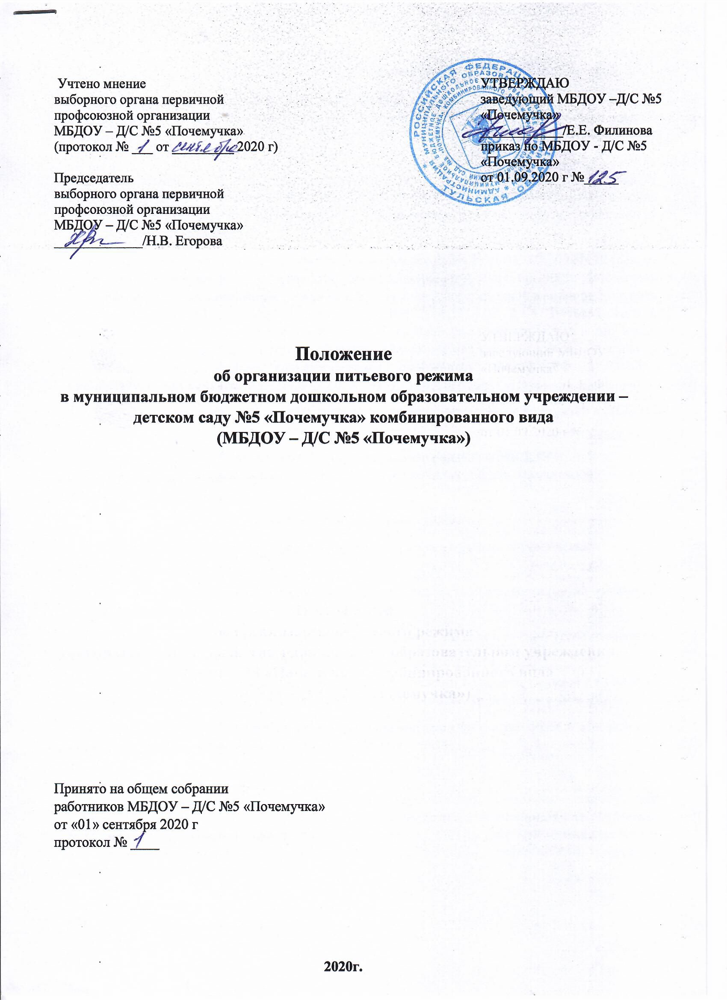 Учтено мнение
выборного органа первичной
профсоюзной организации
МБДОУ – Д/С №5 «Почемучка»
(протокол № 1 от сентября 2020 г)
Председатель
выборного органа первичной
профсоюзной организации
МБДОУ – Д/С №5 «Почемучка»
/Н.В. Егорова
УТВЕРЖДАЮ
заведующий МБДОУ –Д/С №5
«Почемучка»
/Е.Е. Филинова
приказ по МБДОУ - Д/С №5
«Почемучка»
от 01.09.2020 г № 125
РОССИЙСКАЯ ФЕДЕРАЦИЯ
ТУЛЬСКАЯ ОБЛАСТЬ
Положение
об организации питьевого режима
в муниципальном бюджетном дошкольном образовательном учреждении –
детском саду №5 «Почемучка» комбинированного вида
(МБДОУ – Д/С №5 «Почемучка»)
Принято на общем собрании
работников МБДОУ – Д/С №5 «Почемучка»
от «01» сентября 2020 г
протокол № 1
2020г.